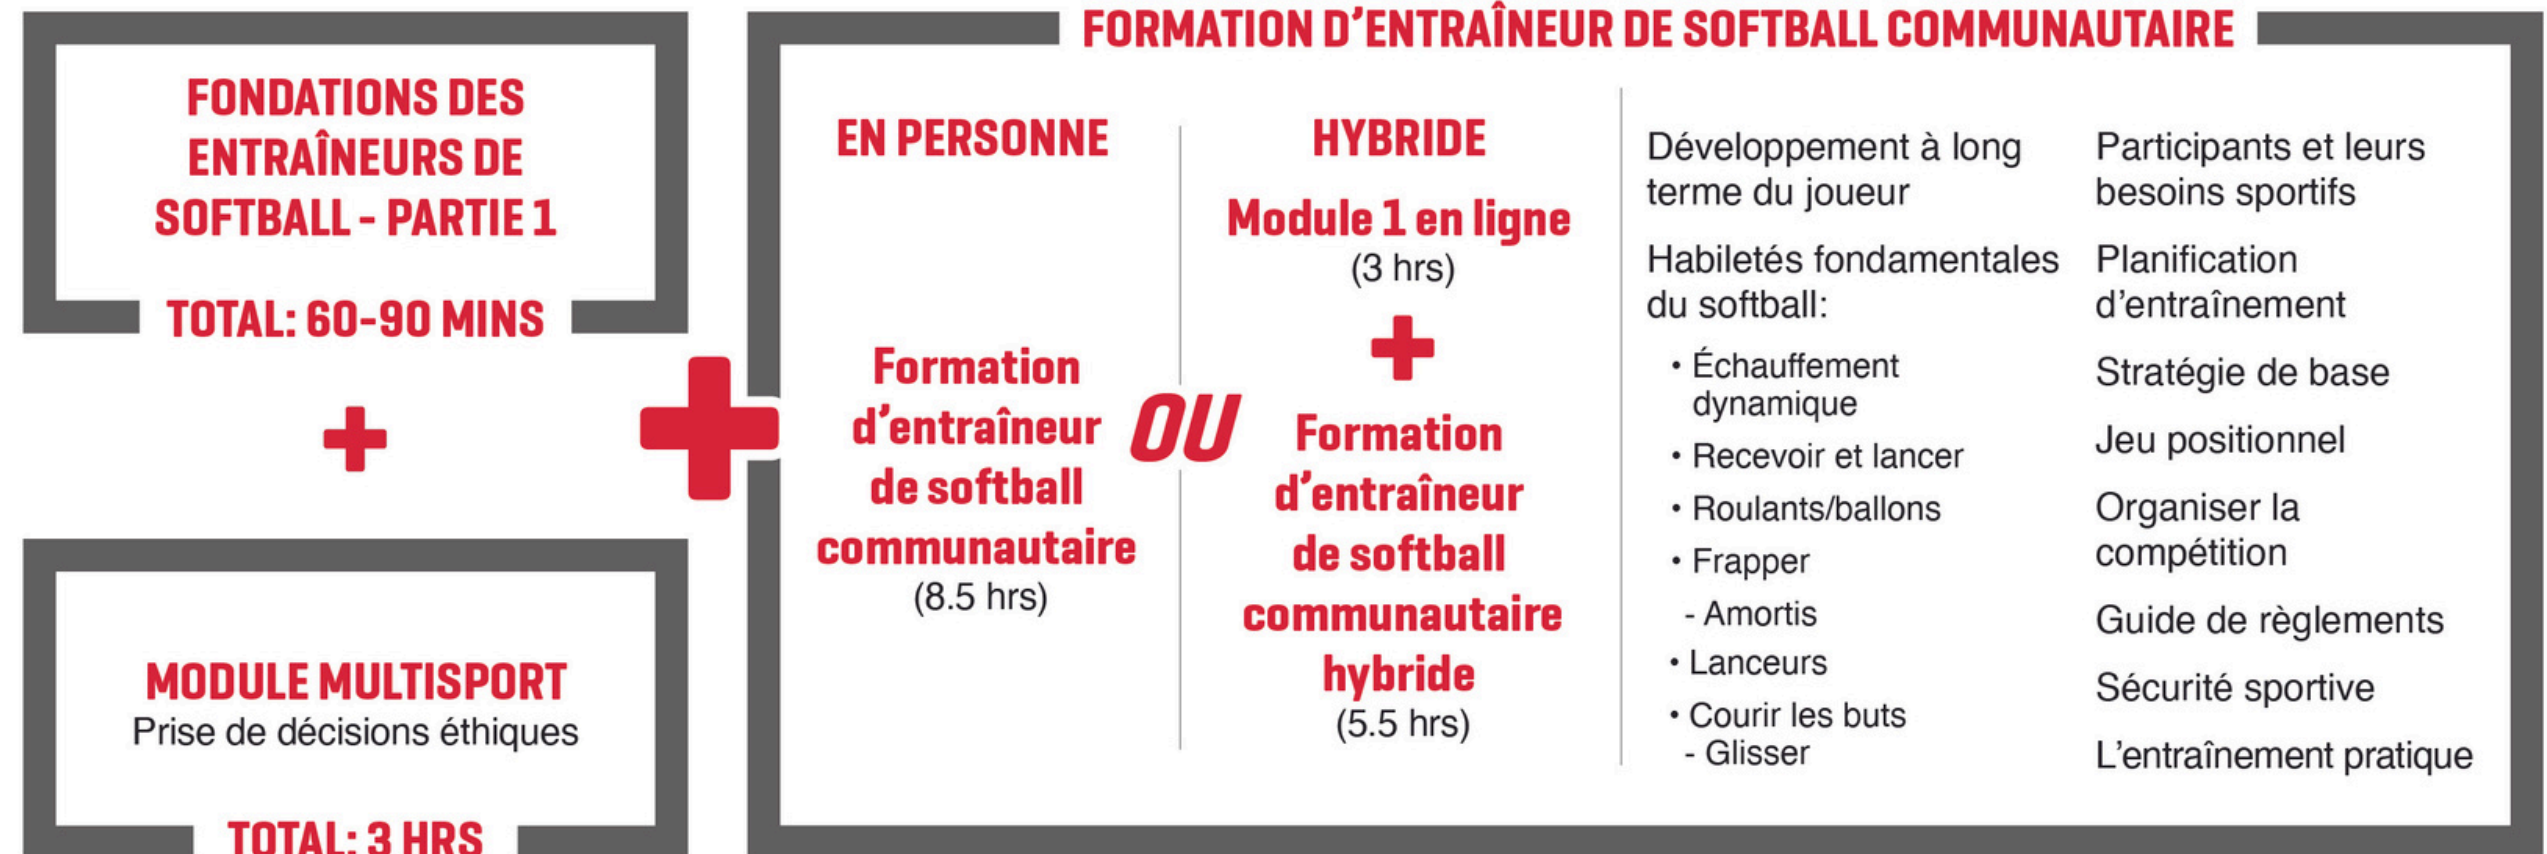 FONDATIONS DES
ENTRAÎNEURS DE
SOFTBALL - PARTIE 1
TOTAL: 60-90 MINS
+
MODULE MULTISPORT
Prise de décisions éthiques
TOTAL: 3 HRS
+
FORMATION D'ENTRAÎNEUR DE SOFTBALL COMMUNAUTAIRE
EN PERSONNE
Formation
d'entraîneur
de softball
communautaire
(8.5 hrs)
OU
HYBRIDE
Module 1 en ligne
(3 hrs)
+
Formation
d'entraîneur
de softball
communautaire
hybride
(5.5 hrs)
Développement à long
terme du joueur
Habiletés fondamentales
du softball:
• Échauffement
dynamique
• Recevoir et lancer
• Roulants/ballons
• Frapper
- Amortis
• Lanceurs
• Courir les buts
- Glisser
Participants et leurs
besoins sportifs
Planification
d'entraînement
Stratégie de base
Jeu positionnel
Organiser la
compétition
Guide de règlements
Sécurité sportive
L'entraînement pratique